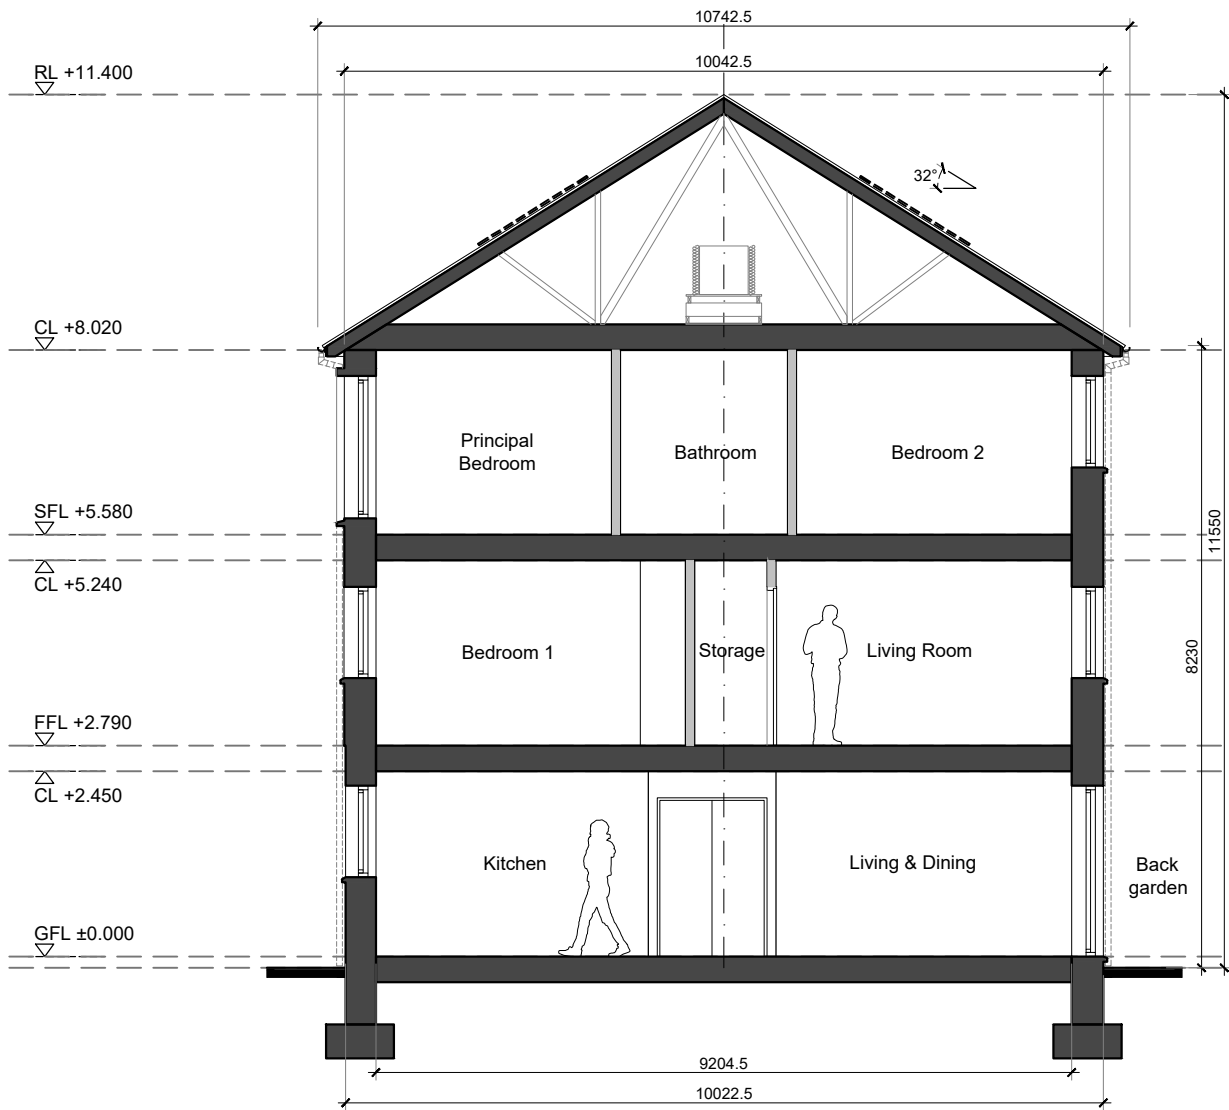 10742.5
10042.5
RL +11.400
32°
CL +8.020
Principal
Bedroom
Bathroom
Bedroom 2
SFL +5.580
11550
CL +5.240
Bedroom 1
Storage
Living Room
8230
FFL +2.790
CL +2.450
Kitchen
Living & Dining
Back
garden
GFL ±0.000
9204.5
10022.5